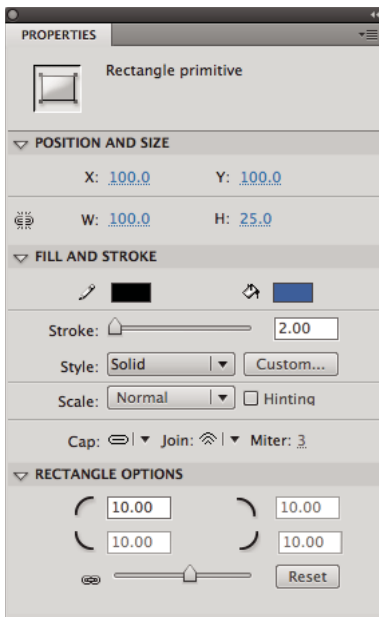 PROPERTIES
Rectangle primitive
POSITION AND SIZE
X: 100.0 Y: 100.0
W: 100.0 H: 25.0
FILL AND STROKE
Stroke: 2.00
Style: Solid Custom...
Scale: Normal Hinting
Cap: Join: Miter: 3
RECTANGLE OPTIONS
10.00 10.00
10.00 10.00
Reset